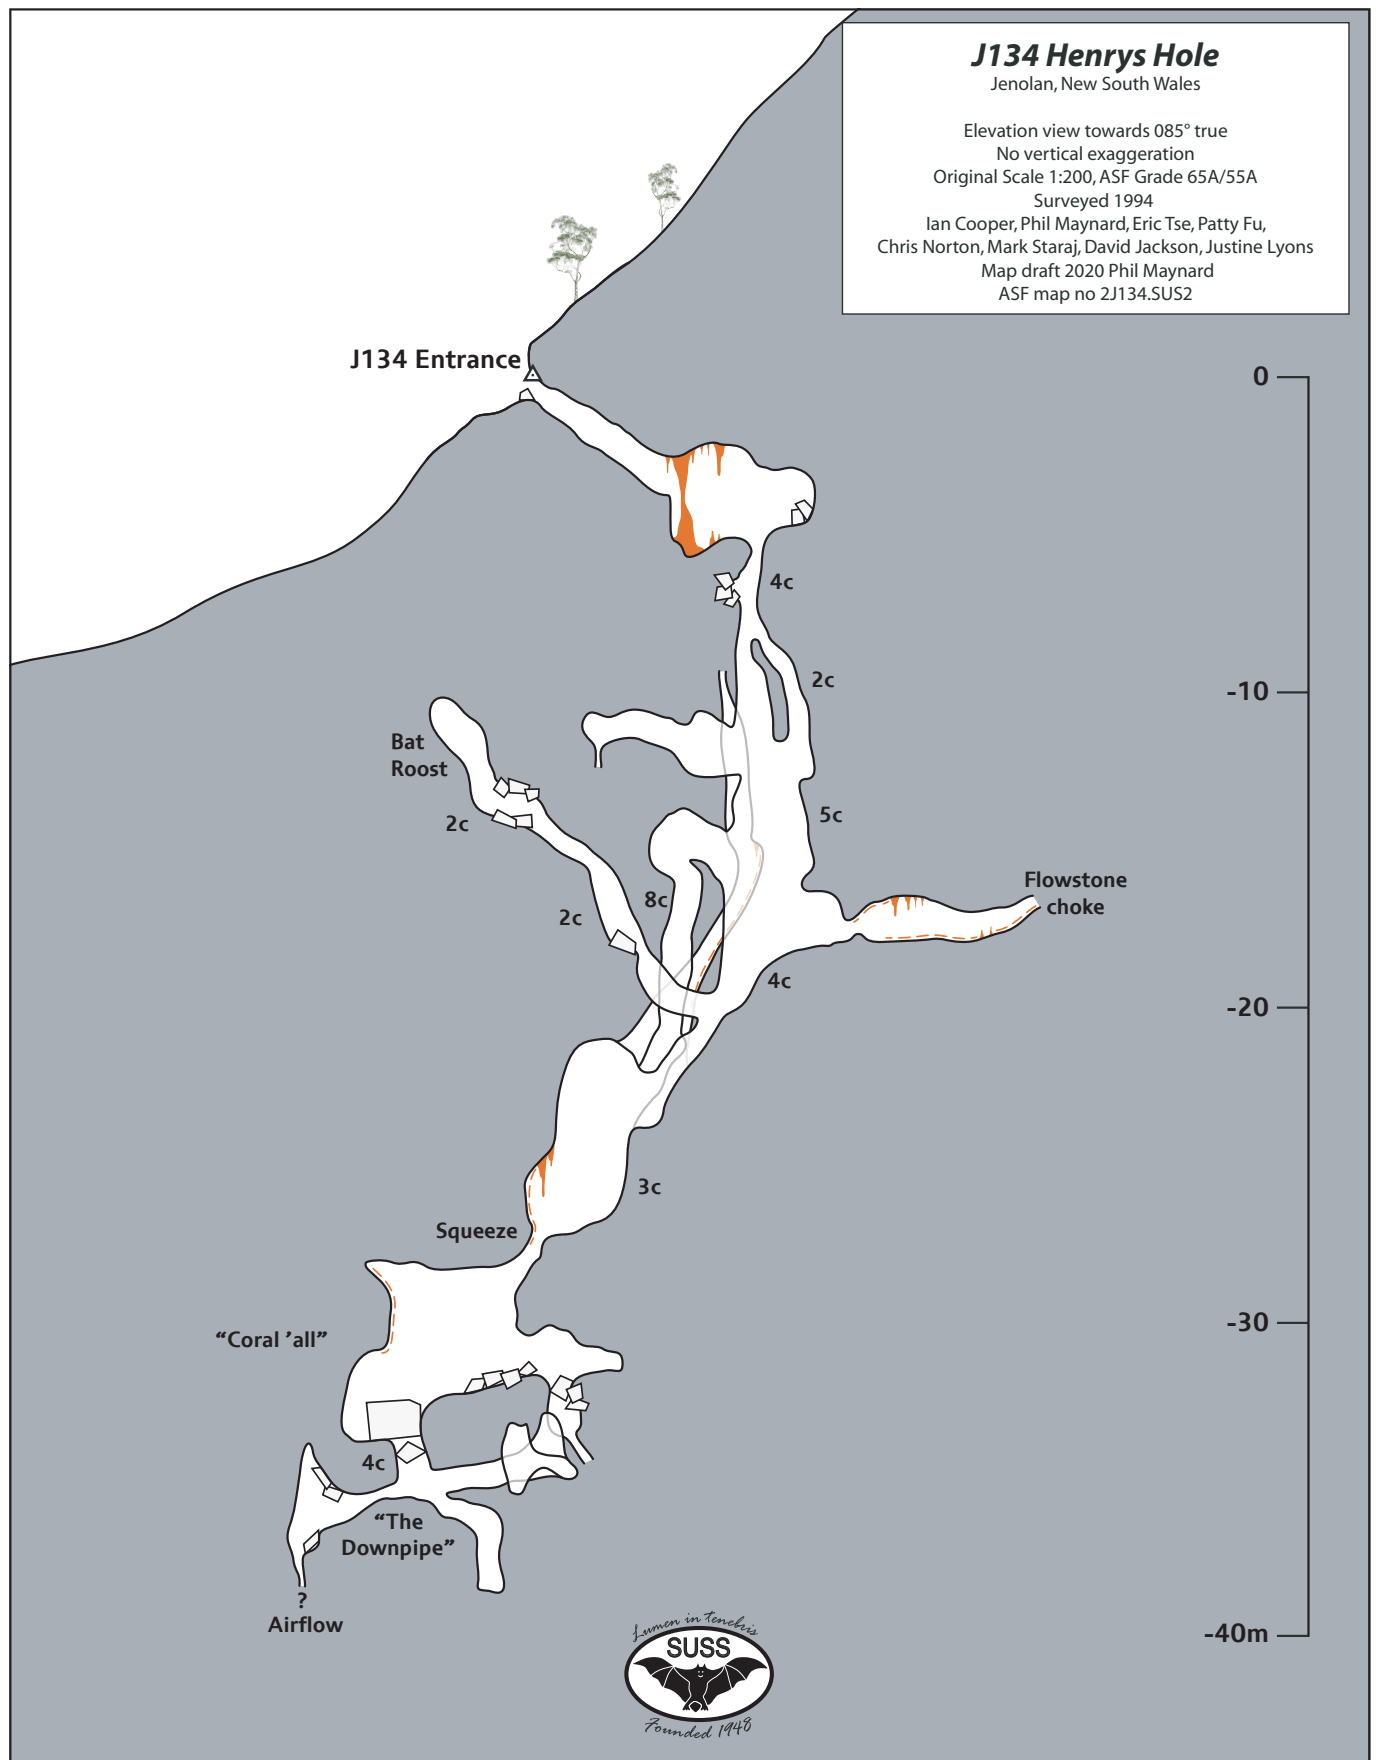 J134 Henrys Hole
Jenolan, New South Wales
Elevation view towards 085° true
No vertical exaggeration
Original Scale 1:200, ASF Grade 65A/55A
Surveyed 1994
Ian Cooper, Phil Maynard, Eric Tse, Patty Fu,
Chris Norton, Mark Staraj, David Jackson, Justine Lyons
Map draft 2020 Phil Maynard
ASF map no 2J134.SUS2
J134 Entrance
0
4c
2c
-10
Bat
Roost
2c
5c
Flowstone
choke
8c
2c
4c
-20
3c
Squeeze
-30
“Coral ’all”
4c
“The
Downpipe”
?
Airflow
-40m
Lumen in tenebris
SUSS
Founded 1948